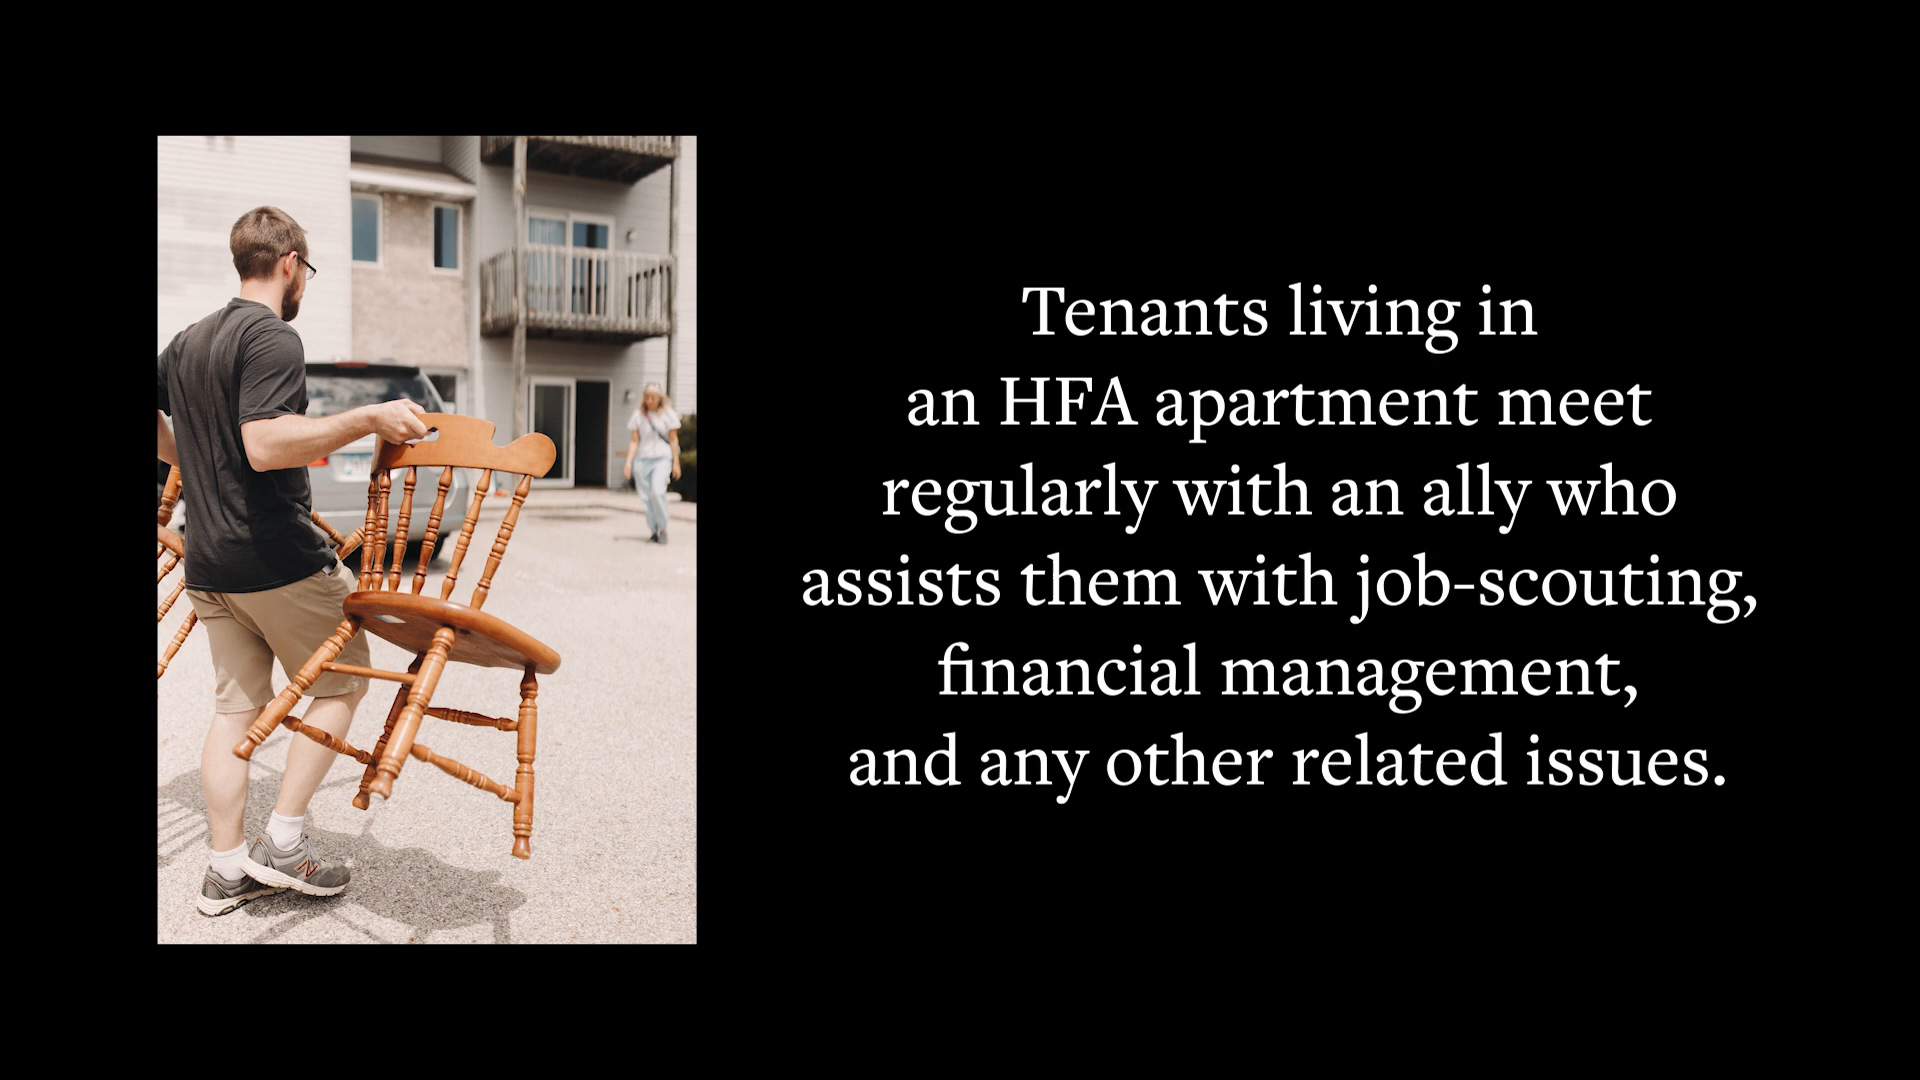 Tenants living in
an HFA apartment meet
regularly with an ally who
assists them with job-scouting,
financial management,
and any other related issues.